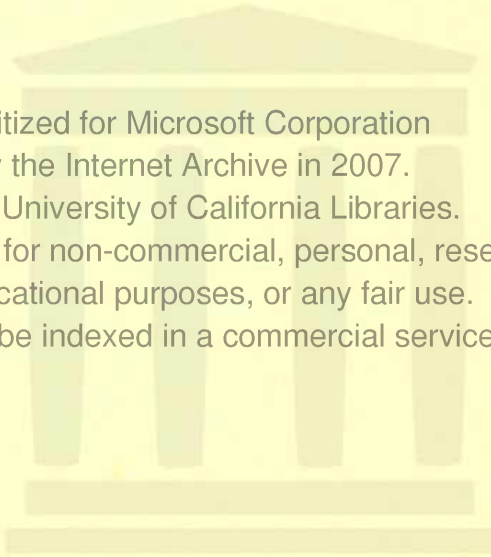 itized for Microsoft Corporation
the Internet Archive in 2007.
University of California Libraries.
for non-commercial, personal, rese
cational purposes, or any fair use.
be indexed in a commercial service